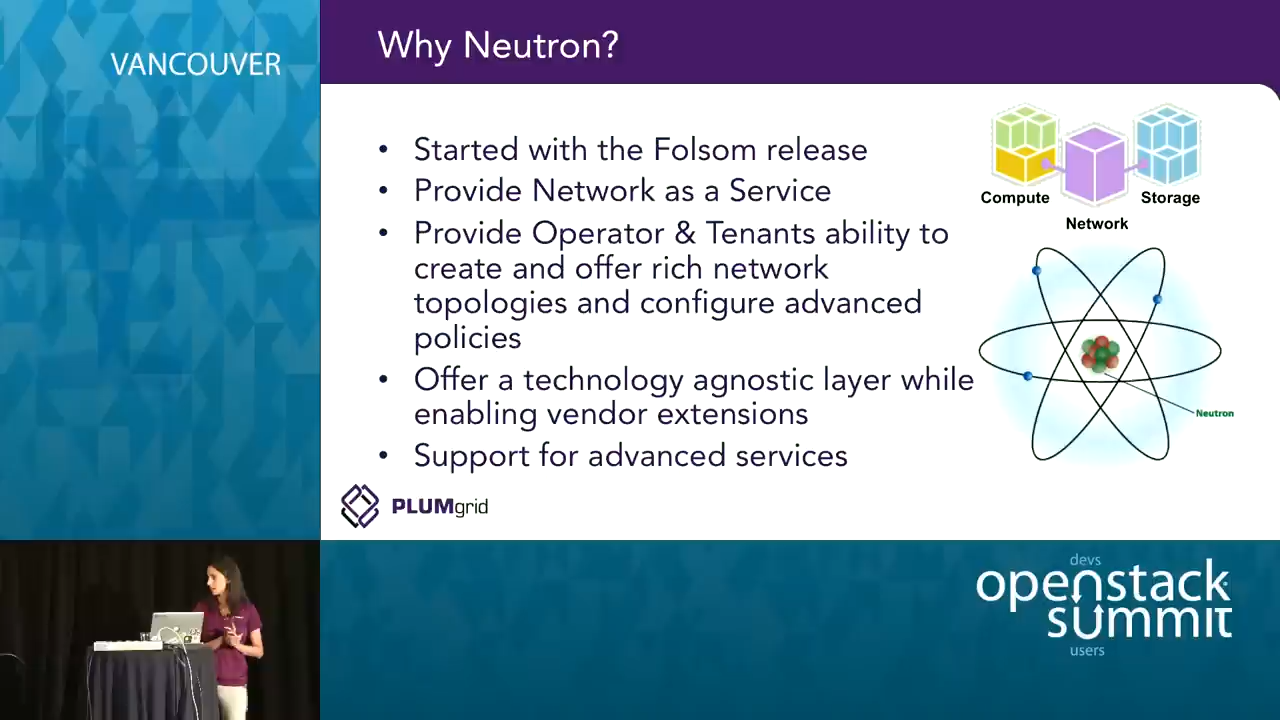 VANCOUVER
Why Neutron?
• Started with the Folsom release
• Provide Network as a Service
• Provide Operator & Tenants ability to
create and offer rich network
topologies and configure advanced
policies
• Offer a technology agnostic layer while
enabling vendor extensions
• Support for advanced services
Compute
Storage
Network
Neutron
PLUMgrid
devs
openstack
summit
users